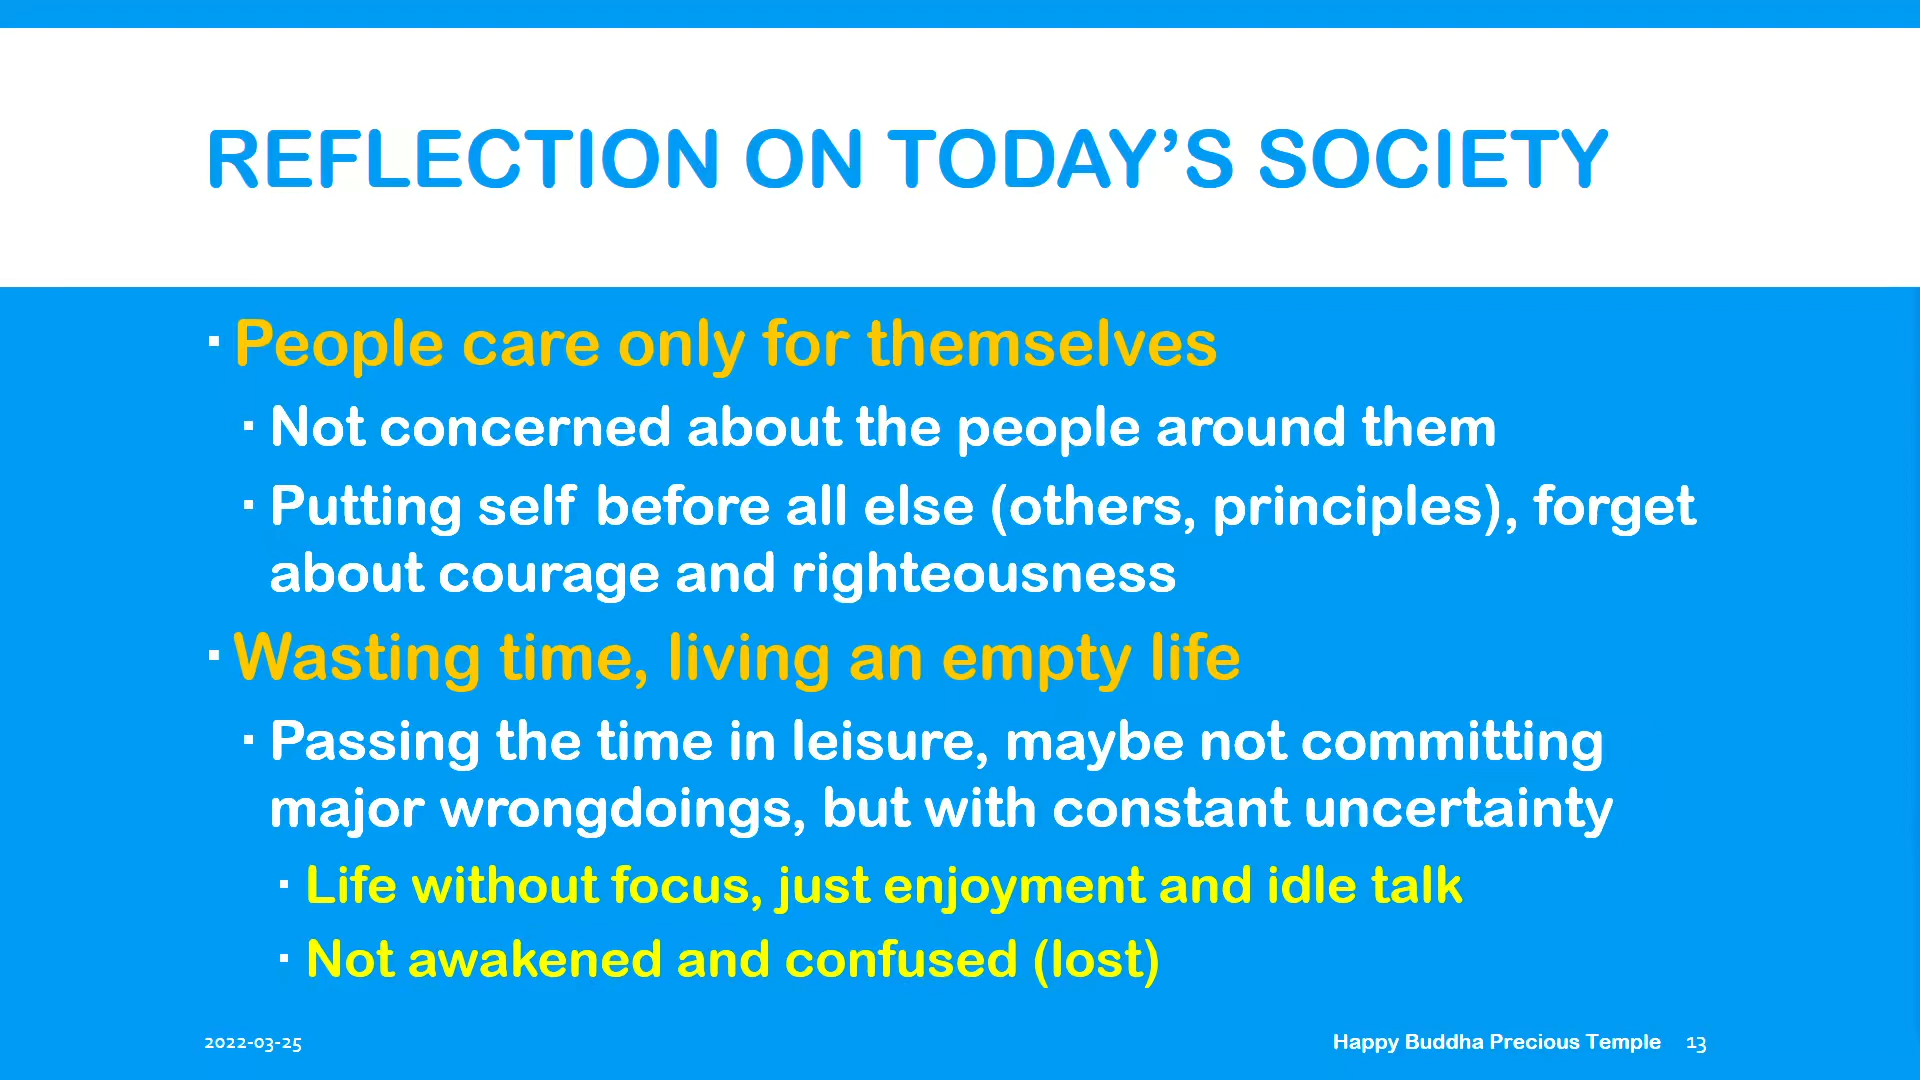 REFLECTION ON TODAY’S SOCIETY
▪ People care only for themselves
▪ Not concerned about the people around them
▪ Putting self before all else (others, principles), forget
about courage and righteousness
▪ Wasting time, living an empty life
▪ Passing the time in leisure, maybe not committing
major wrongdoings, but with constant uncertainty
▪ Life without focus, just enjoyment and idle talk
▪ Not awakened and confused (lost)
2022-03-25 Happy Buddha Precious Temple 13